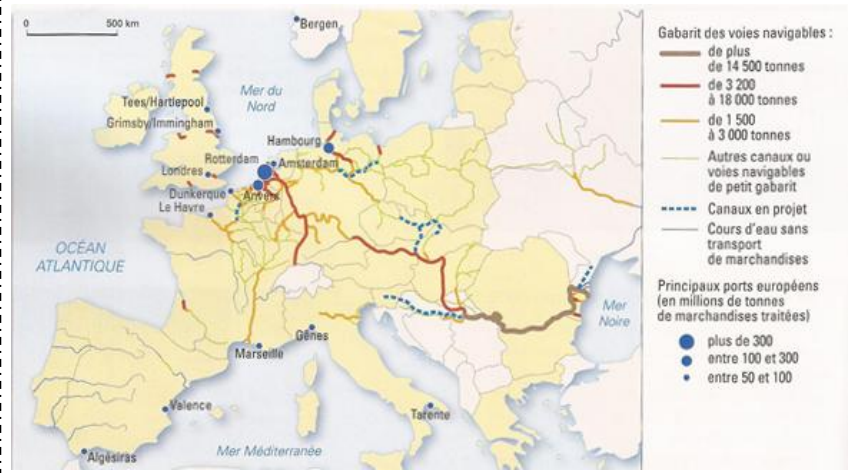 0 500 km
Bergen
Mer du
Nord
Tees/Hartlepool
Grimsby/Immingham
Hambourg
Rotterdam
Amsterdam
Londres
Anvers
Dunkerque
Le Havre
OCÉAN
ATLANTIQUE
Mer
Noire
Gênes
Marseille
Valence
Tarente
Mer Méditerranée
Algésiras
Gabarit des voies navigables :
de plus
de 14 500 tonnes
de 3 200
à 18 000 tonnes
de 1 500
à 3 000 tonnes
Autres canaux ou
voies navigables
de petit gabarit
Canaux en projet
Cours d'eau sans
transport
de marchandises
Principaux ports européens
(en millions de tonnes
de marchandises traitées)
plus de 300
entre 100 et 300
entre 50 et 100